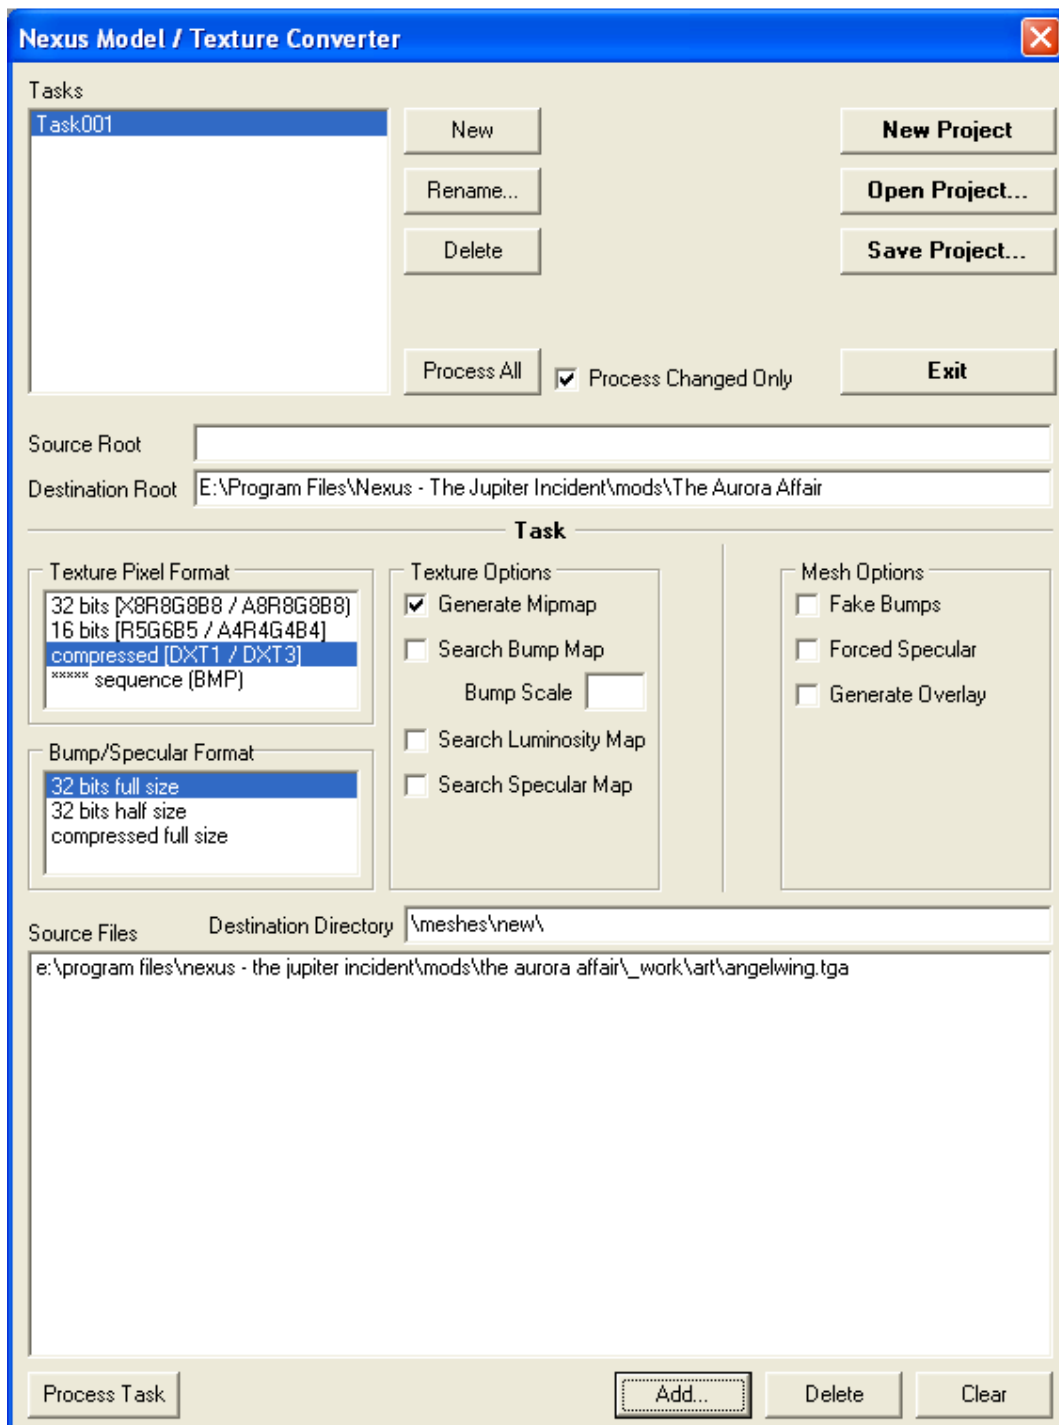 Nexus Model / Texture Converter
Tasks
Task001
New
New Project
Rename...
Open Project...
Delete
Save Project...
Process All
Process Changed Only
Exit
Source Root
Destination Root E:\Program Files\Nexus - The Jupiter Incident\mods\The Aurora Affair
Task
Texture Pixel Format
32 bits [X8R8G8B8 / A8R8G8B8)
16 bits [R5G6B5 / A4R4G4B4]
compressed [DXT1 / DXT3]
***** sequence (BMP)
Bump/Specular Format
32 bits full size
32 bits half size
compressed full size
Texture Options
Generate Mipmap
Search Bump Map
Bump Scale
Search Luminosity Map
Search Specular Map
Mesh Options
Fake Bumps
Forced Specular
Generate Overlay
Source Files
Destination Directory \meshes\new\
e:\program files\nexus - the jupiter incident\mods\the aurora affair\_work\art\angelwing.tga
Process Task
Add...
Delete
Clear